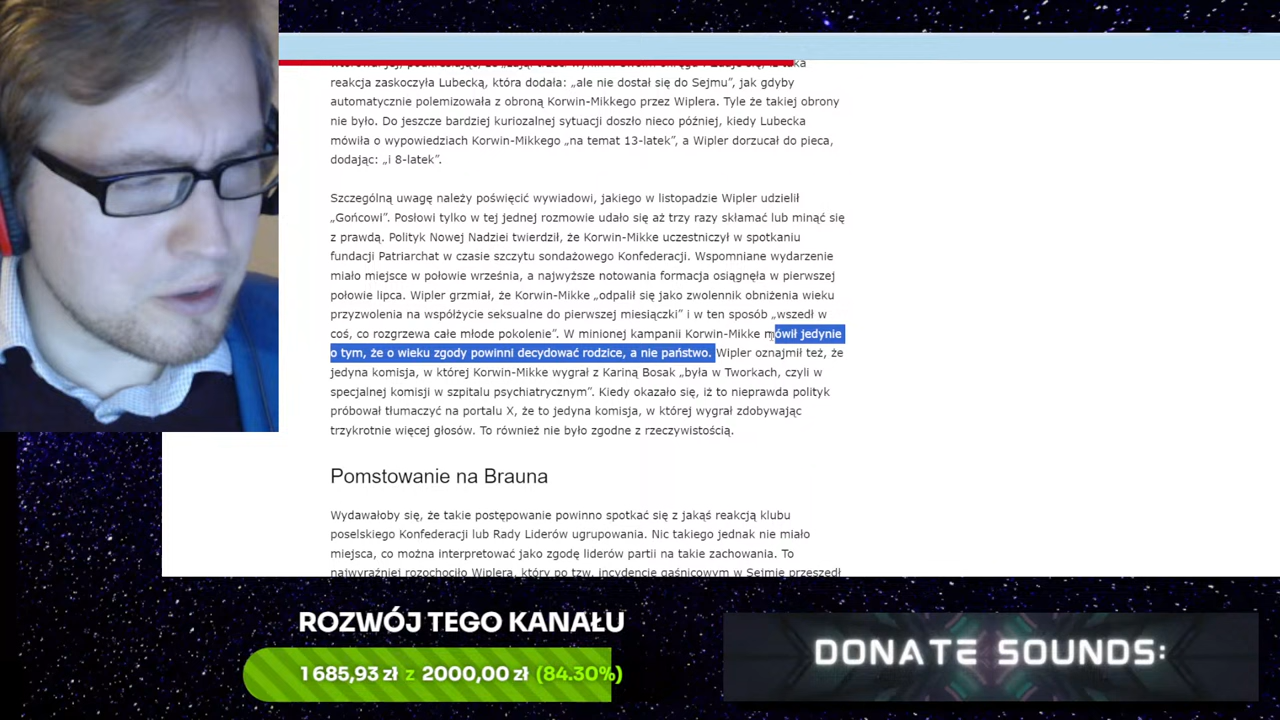 reakcja zaskoczyła Lubecką, która dodała: „ale nie dostał się do Sejmu”, jak gdyby
automatycznie polemizowała z obroną Korwin-Mikkego przez Wiplera. Tyle że takiej obrony
nie było. Do jeszcze bardziej kuriozalnej sytuacji doszło nieco później, kiedy Lubecka
mówiła o wypowiedziach Korwin-Mikkego „na temat 13-latek”, a Wipler dorzucał do pieca,
dodając: „i 8-latek”.
Szczególną uwagę należy poświęcić wywiadowi, jakiego w listopadzie Wipler udzielił
„Gońcowi”. Posłowi tylko w tej jednej rozmowie udało się aż trzy razy skłamać lub minąć się
z prawdą. Polityk Nowej Nadziei twierdził, że Korwin-Mikke uczestniczył w spotkaniu
fundacji Patriarchat w czasie szczytu sondażowego Konfederacji. Wspomniane wydarzenie
miało miejsce w połowie września, a najwyższe notowania formacja osiągnęła w pierwszej
połowie lipca. Wipler grzmiał, że Korwin-Mikke „odpalił się jako zwolennik obniżenia wieku
przyzwolenia na współżycie seksualne do pierwszej miesiączki” i w ten sposób „wszedł w
coś, co rozgrzewa całe młode pokolenie”. W minionej kampanii Korwin-Mikke mówił jedynie
o tym, że o wieku zgody powinni decydować rodzice, a nie państwo. Wipler oznajmił też, że
jedyna komisja, w której Korwin-Mikke wygrał z Kariną Bosak „była w Tworkach, czyli w
specjalnej komisji w szpitalu psychiatrycznym”. Kiedy okazało się, iż to nieprawda polityk
próbował tłumaczyć na portalu X, że to jedyna komisja, w której wygrał zdobywając
trzykrotnie więcej głosów. To również nie było zgodne z rzeczywistością.
Pomstowanie na Brauna
Wydawałoby się, że takie postępowanie powinno spotkać się z jakąś reakcją klubu
poselskiego Konfederacji lub Rady Liderów ugrupowania. Nic takiego jednak nie miało
miejsca, co można interpretować jako zgodę liderów partii na takie zachowania. To
najwyraźniej rozochociło Wiplera, który po tzw. incydencie gaśnicowym w Sejmie przeszedł
ROZWÓJ TEGO KANAŁU
1 685,93 zł z 2000,00 zł (84.30%)
DONATE SOUNDS: